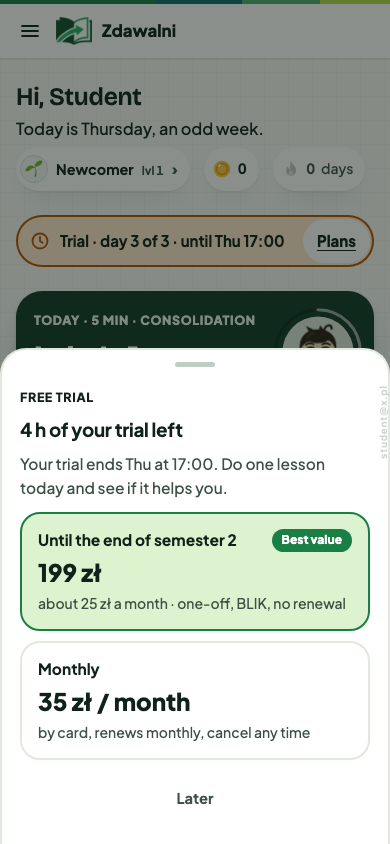 Zdawalni
Hi, Student
Today is Thursday, an odd week.
Newcomer lvl 1 ›
0
0 days
Trial · day 3 of 3 · until Thu 17:00
Plans
TODAY · 5 MIN · CONSOLIDATION
FREE TRIAL
4 h of your trial left
Your trial ends Thu at 17:00. Do one lesson
today and see if it helps you.
student@x.pl
Until the end of semester 2
Best value
199 zł
about 25 zł a month · one-off, BLIK, no renewal
Monthly
35 zł / month
by card, renews monthly, cancel any time
Later